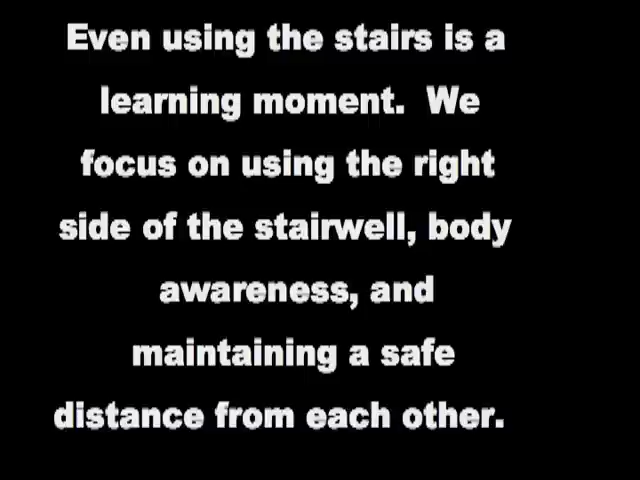 Even using the stairs is a
learning moment.  We
focus on using the right
side of the stairwell, body
awareness, and
maintaining a safe
distance from each other.